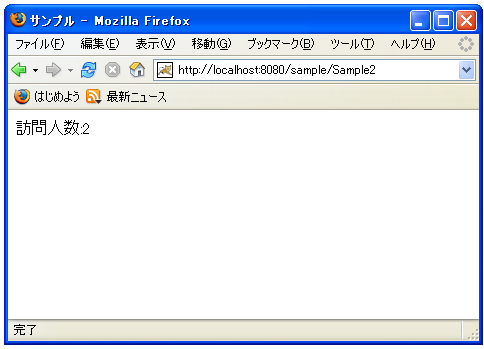 サンプル - Mozilla Firefox
ファイル(F) 編集(E) 表示(V) 移動(G) ブックマーク(B) ツール(T) ヘルプ(H)
http://localhost:8080/sample/Sample2
はじめよう 最新ニュース
訪問人数:2
完了